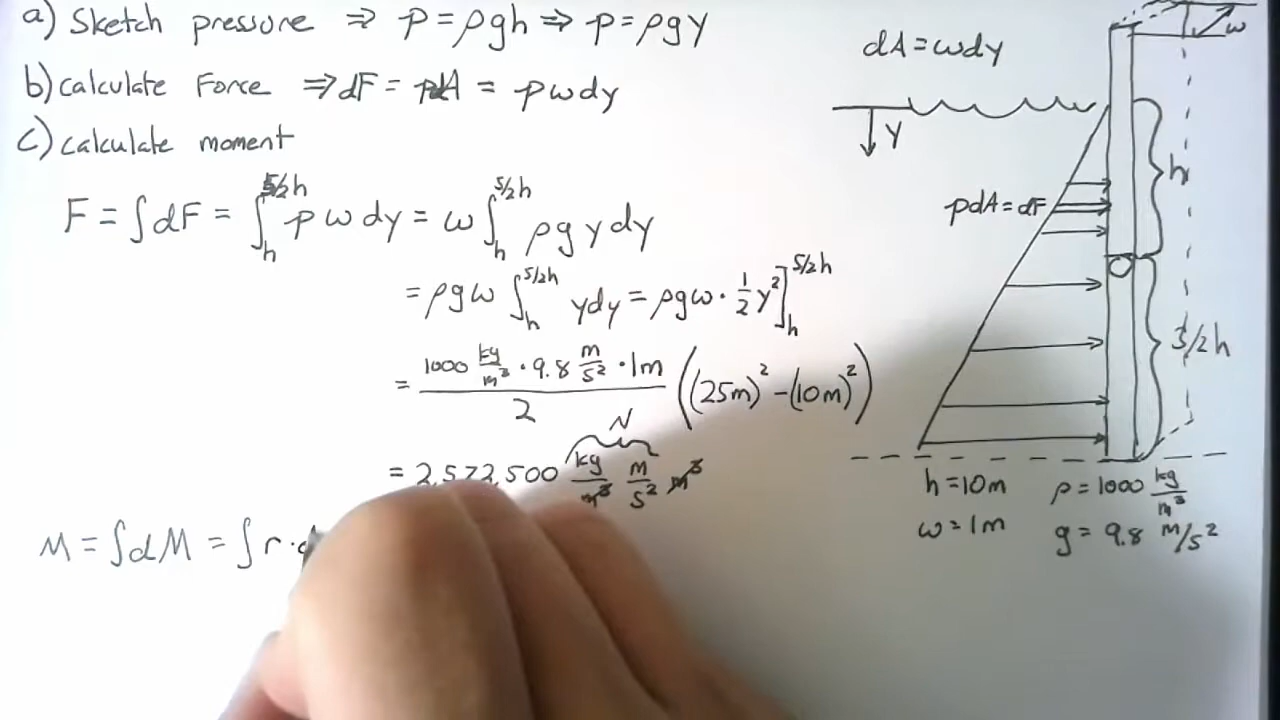 a) Sketch pressure ⇒ p = ρgh ⇒ p = ρgy
b) calculate Force ⇒ dF = pdA = pwdy
c) calculate moment
F = ∫dF = ∫_h^{5/2h} p w dy = w ∫_h^{5/2h} ρg y dy
= ρgw ∫_h^{5/2h} ydy = ρgw · 1/2 y²]_h^{5/2h}
= (1000 kg/m³ · 9.8 m/s² · 1m)/2 ((25m)² - (10m)²)
N
= 2,572,500 kg/m³ m/s² m³
M = ∫dM = ∫r·
dA = wdy
w
Y
h
pdA = dF
3/2h
h = 10m ρ = 1000 kg/m³
w = 1m g = 9.8 m/s²